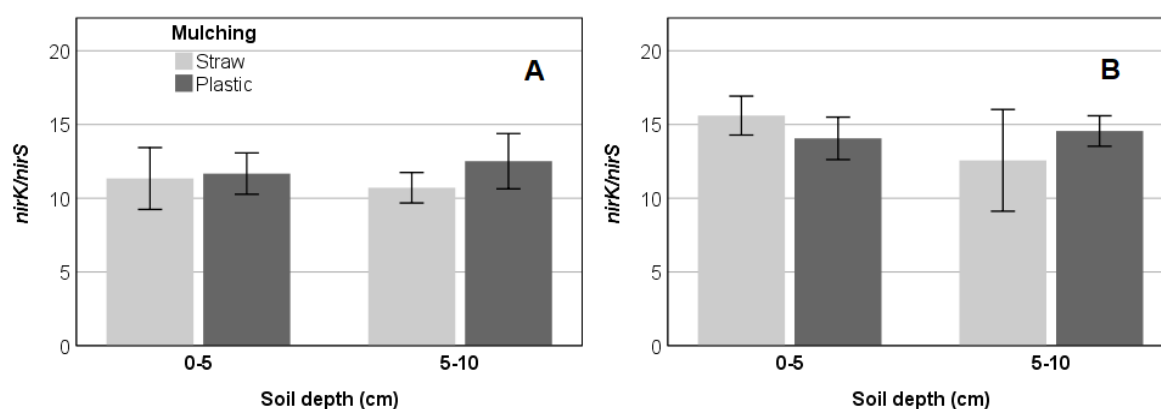 Mulching
Straw
Plastic
A
nirK/nirS
20
15
10
5
0
0-5
5-10
Soil depth (cm)
B
nirK/nirS
20
15
10
5
0
0-5
5-10
Soil depth (cm)